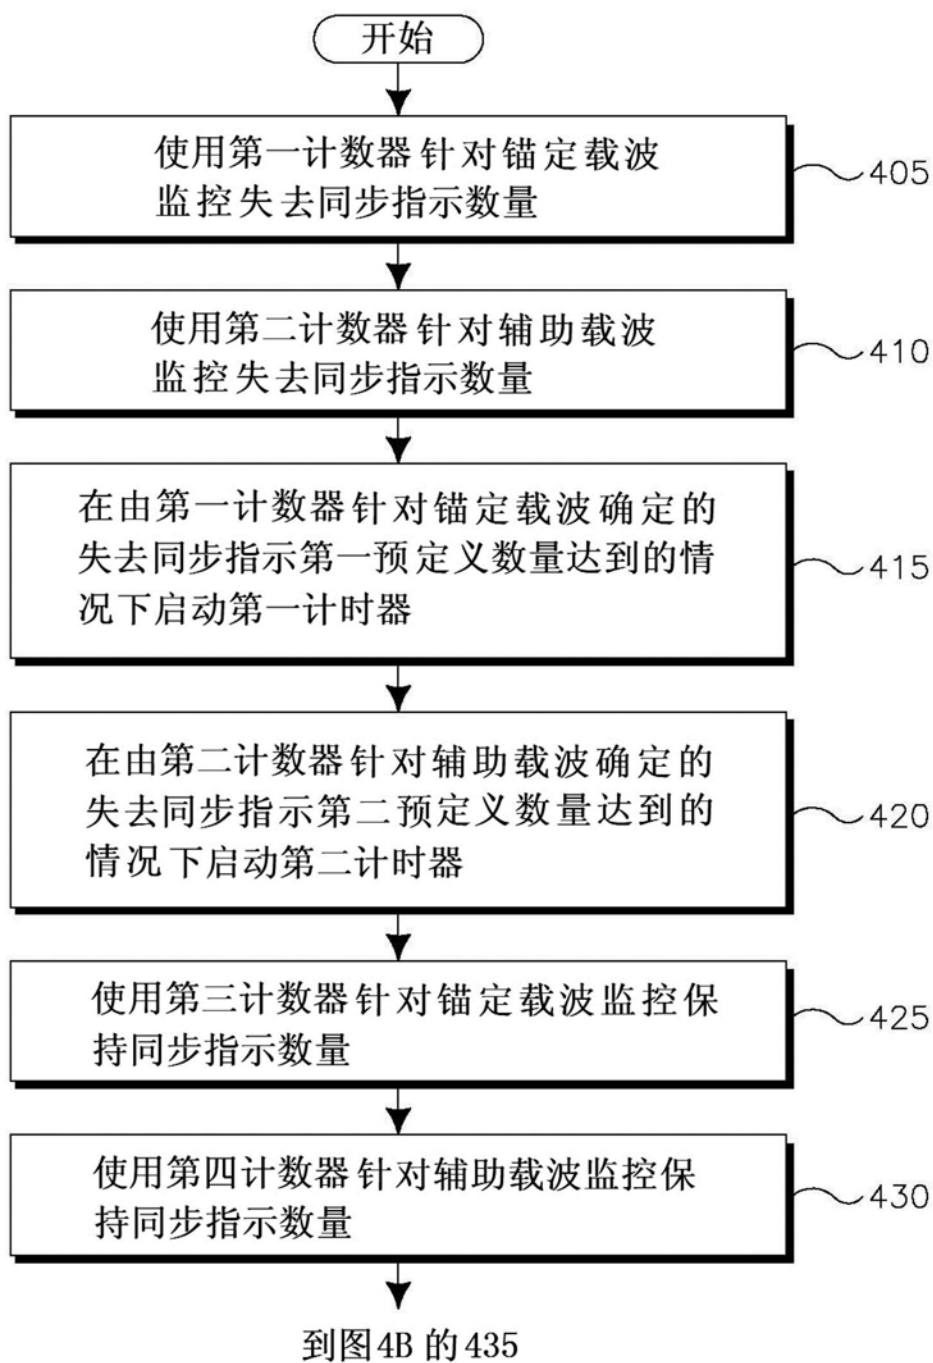 开始
使用第一计数器针对锚定载波
监控失去同步指示数量
405
使用第二计数器针对辅助载波
监控失去同步指示数量
410
在由第一计数器针对锚定载波确定的
失去同步指示第一预定义数量达到的情
况下启动第一计时器
415
在由第二计数器针对辅助载波确定的
失去同步指示第二预定义数量达到的
情况下启动第二计时器
420
使用第三计数器针对锚定载波监控保
持同步指示数量
425
使用第四计数器针对辅助载波监控保
持同步指示数量
430
到图4B 的435